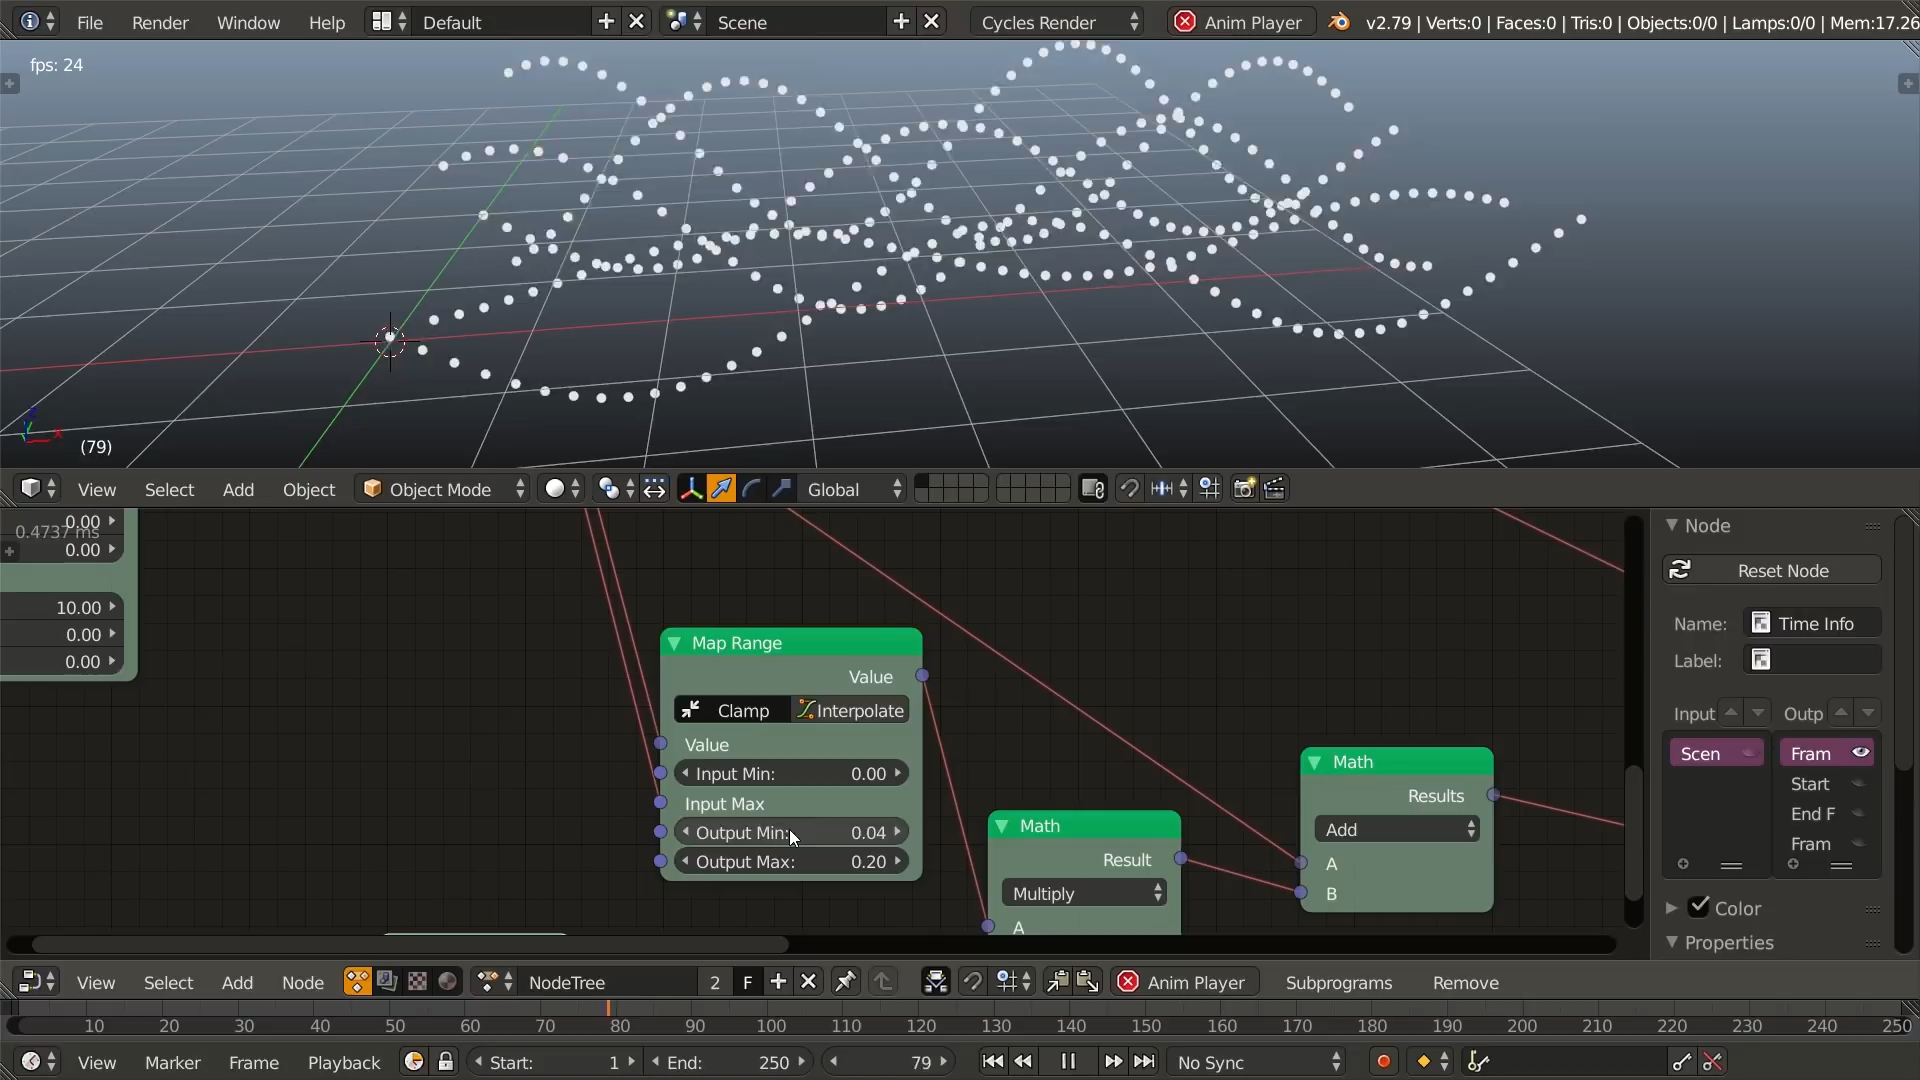 File Render Window Help Default Scene Cycles Render Anim Player v2.79 | Verts:0 | Faces:0 | Tris:0 | Objects:0/0 | Lamps:0/0 | Mem:17.26
fps: 24
(79)
View Select Add Object Object Mode Global
0.00
0.4737 ms
0.00
10.00
0.00
0.00
Map Range
Value
Clamp Interpolate
Value
Input Min: 0.00
Input Max
Output Min: 0.04
Output Max: 0.20
Math
Result
Multiply
A
Math
Results
Add
A
B
Node
Reset Node
Name: Time Info
Label:
Input Outp
Scen Fram
Start
End F
Fram
Color
Properties
View Select Add Node NodeTree 2 F Anim Player Subprograms Remove
10 20 30 40 50 60 70 80 90 100 110 120 130 140 150 160 170 180 190 200 210 220 230 240 250
View Marker Frame Playback Start: 1 End: 250 79 No Sync